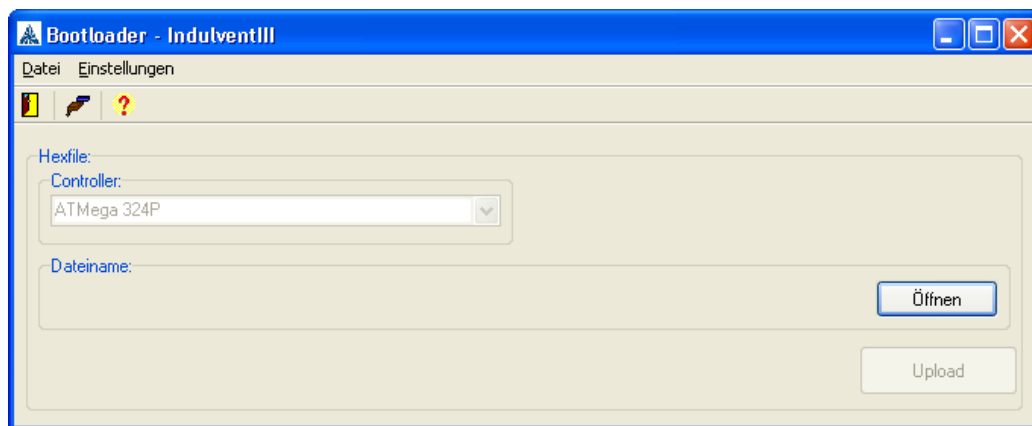 Bootloader - IndulventIII
Datei Einstellungen
?
Hexfile:
Controller:
ATMega 324P
Dateiname:
Öffnen
Upload